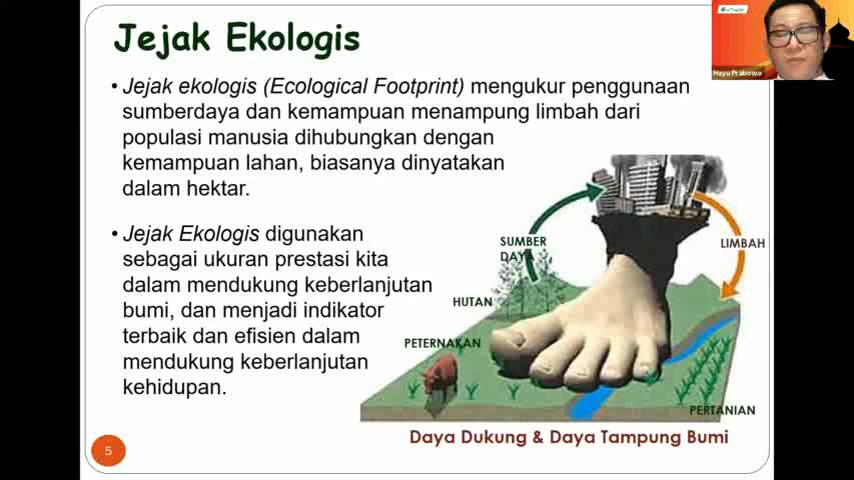 Jejak Ekologis
• Jejak ekologis (Ecological Footprint) mengukur penggunaan
sumberdaya dan kemampuan menampung limbah dari
populasi manusia dihubungkan dengan
kemampuan lahan, biasanya dinyatakan
dalam hektar.
• Jejak Ekologis digunakan
sebagai ukuran prestasi kita
dalam mendukung keberlanjutan
bumi, dan menjadi indikator
terbaik dan efisien dalam
mendukung keberlanjutan
kehidupan.
SUMBER
DAYA
LIMBAH
HUTAN
PETERNAKAN
PERTANIAN
Daya Dukung & Daya Tampung Bumi
5
Hayu Prabowo